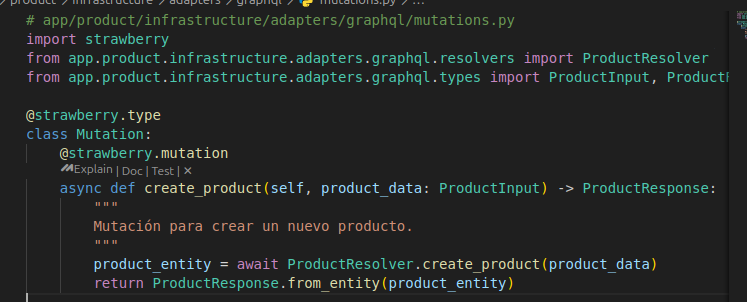 product > infrastructure > adapters > graphql > mutations.py > ...
# app/product/infrastructure/adapters/graphql/mutations.py
import strawberry
from app.product.infrastructure.adapters.graphql.resolvers import ProductResolver
from app.product.infrastructure.adapters.graphql.types import ProductInput,
@strawberry.type
class Mutation:
    @strawberry.mutation
    Explain | Doc | Test | ×
    async def create_product(self, product_data: ProductInput) -> ProductResponse:
        """
        Mutación para crear un nuevo producto.
        """
        product_entity = await ProductResolver.create_product(product_data)
        return ProductResponse.from_entity(product_entity)